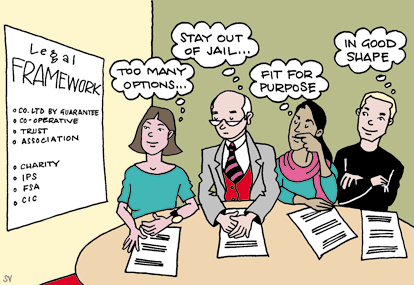 Legal
FRAMEWORK
CO. LTD BY GUARANTEE
CO-OPERATIVE
TRUST
ASSOCIATION
CHARITY
IPS
FSA
CIC
TOO MANY
OPTIONS...
STAY OUT
OF JAIL...
FIT FOR
PURPOSE
IN GOOD
SHAPE
SV